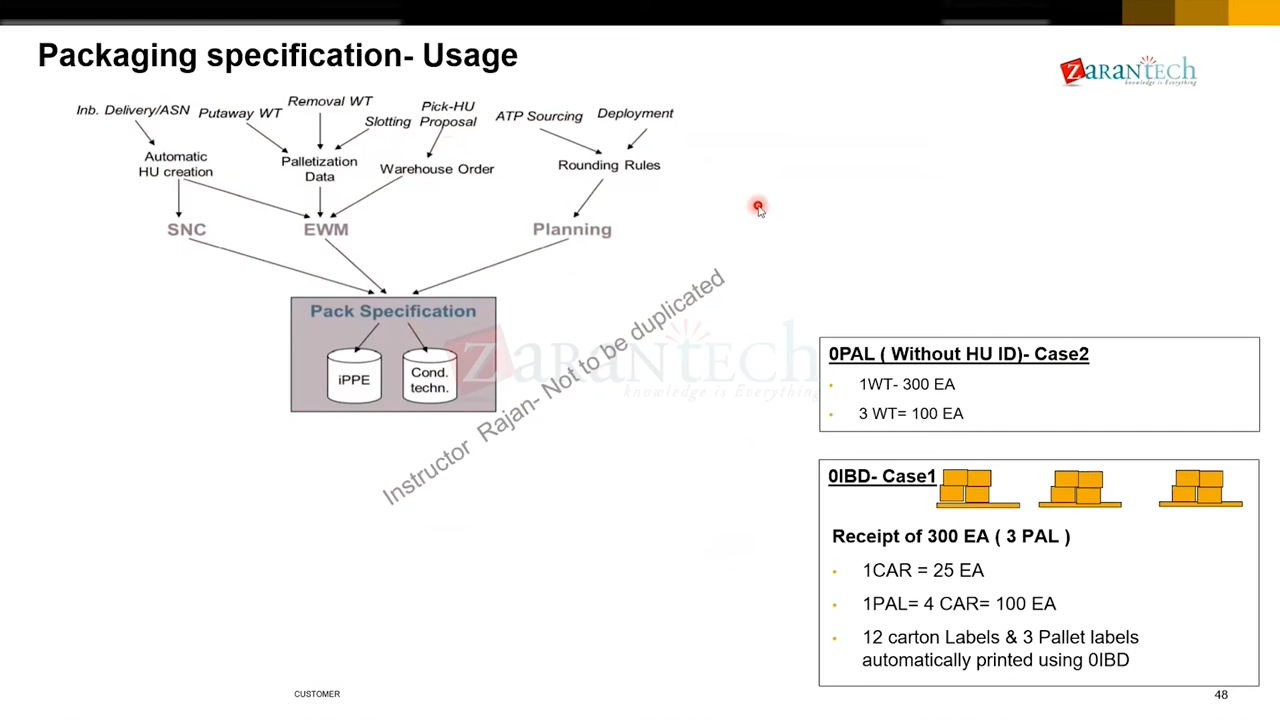 Packaging specification- Usage
ZARANTECH
knowledge is Everything
Inb. Delivery/ASN
Putaway WT
Removal WT
Slotting
Pick-HU
Proposal
ATP Sourcing
Deployment
Automatic
HU creation
Palletization
Data
Warehouse Order
Rounding Rules
SNC
EWM
Planning
Pack Specification
iPPE
Cond.
techn.
ZARANTECH
knowledge is Everything
Instructor Rajan- Not to be duplicated
0PAL ( Without HU ID)- Case2
• 1WT- 300 EA
• 3 WT= 100 EA
0IBD- Case1
Receipt of 300 EA ( 3 PAL )
• 1CAR = 25 EA
• 1PAL= 4 CAR= 100 EA
• 12 carton Labels & 3 Pallet labels
automatically printed using 0IBD
CUSTOMER
48